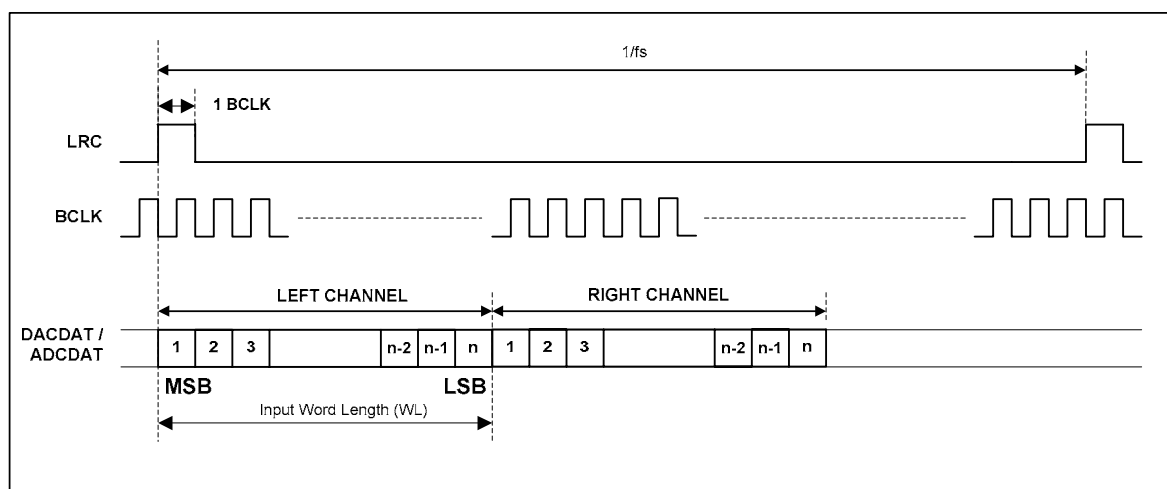 1/fs
1 BCLK
LRC
BCLK
LEFT CHANNEL RIGHT CHANNEL
DACDAT /
ADCDAT
1 2 3 n-2 n-1 n 1 2 3 n-2 n-1 n
MSB LSB
Input Word Length (WL)